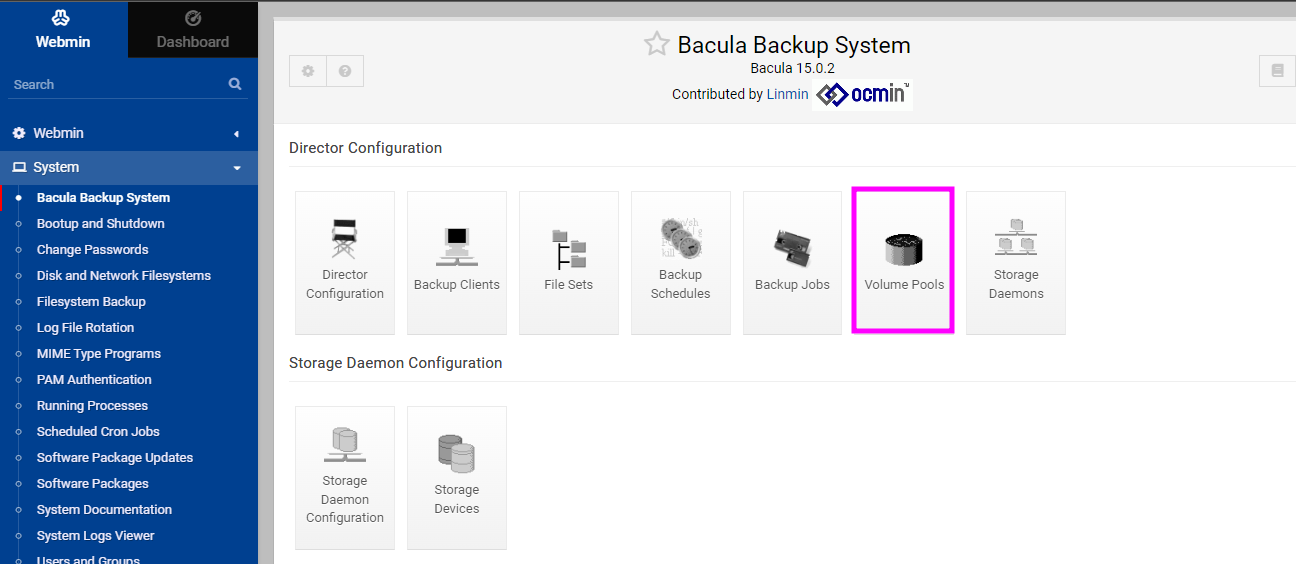 Webmin
Dashboard
Search
Webmin
System
Bacula Backup System
Bootup and Shutdown
Change Passwords
Disk and Network Filesystems
Filesystem Backup
Log File Rotation
MIME Type Programs
PAM Authentication
Running Processes
Scheduled Cron Jobs
Software Package Updates
Software Packages
System Documentation
System Logs Viewer
Users and Groups
Bacula Backup System
Bacula 15.0.2
Contributed by Linmin ocmin
Director Configuration
Director
Configuration
Backup Clients
File Sets
Backup
Schedules
Backup Jobs
Volume Pools
Storage
Daemons
Storage Daemon Configuration
Storage
Daemon
Configuration
Storage
Devices